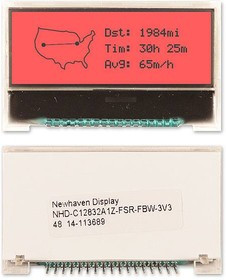 Dst: 1984mi
Tim: 30h 25m
Avg: 65m/h
Newhaven Display
NHD-C12832A1Z-FSR-FBW-3V3
48 14-113689